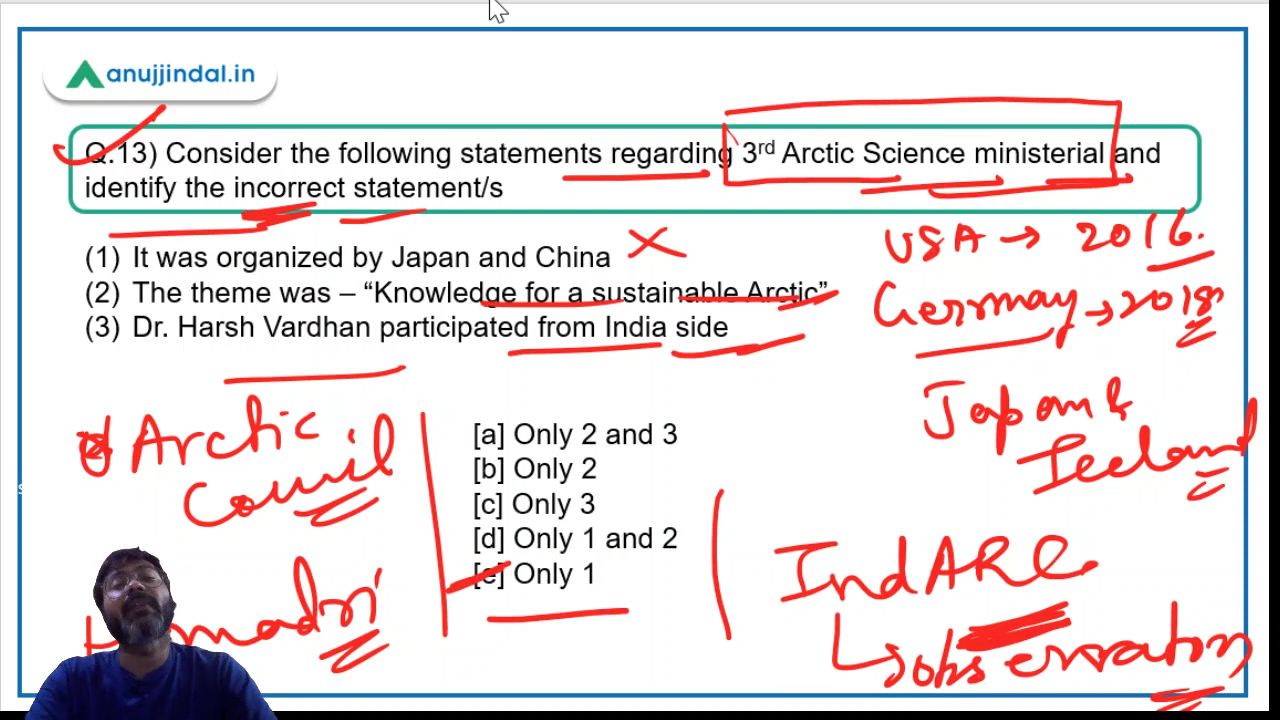 anujjindal.in
Q.13) Consider the following statements regarding 3rd Arctic Science ministerial and
identify the incorrect statement/s
(1) It was organized by Japan and China
(2) The theme was – “Knowledge for a sustainable Arctic”
(3) Dr. Harsh Vardhan participated from India side
USA → 2016.
Germany → 2018
Japan &
Iceland
Arctic
Council
[a] Only 2 and 3
[b] Only 2
[c] Only 3
[d] Only 1 and 2
[e] Only 1
IndARC